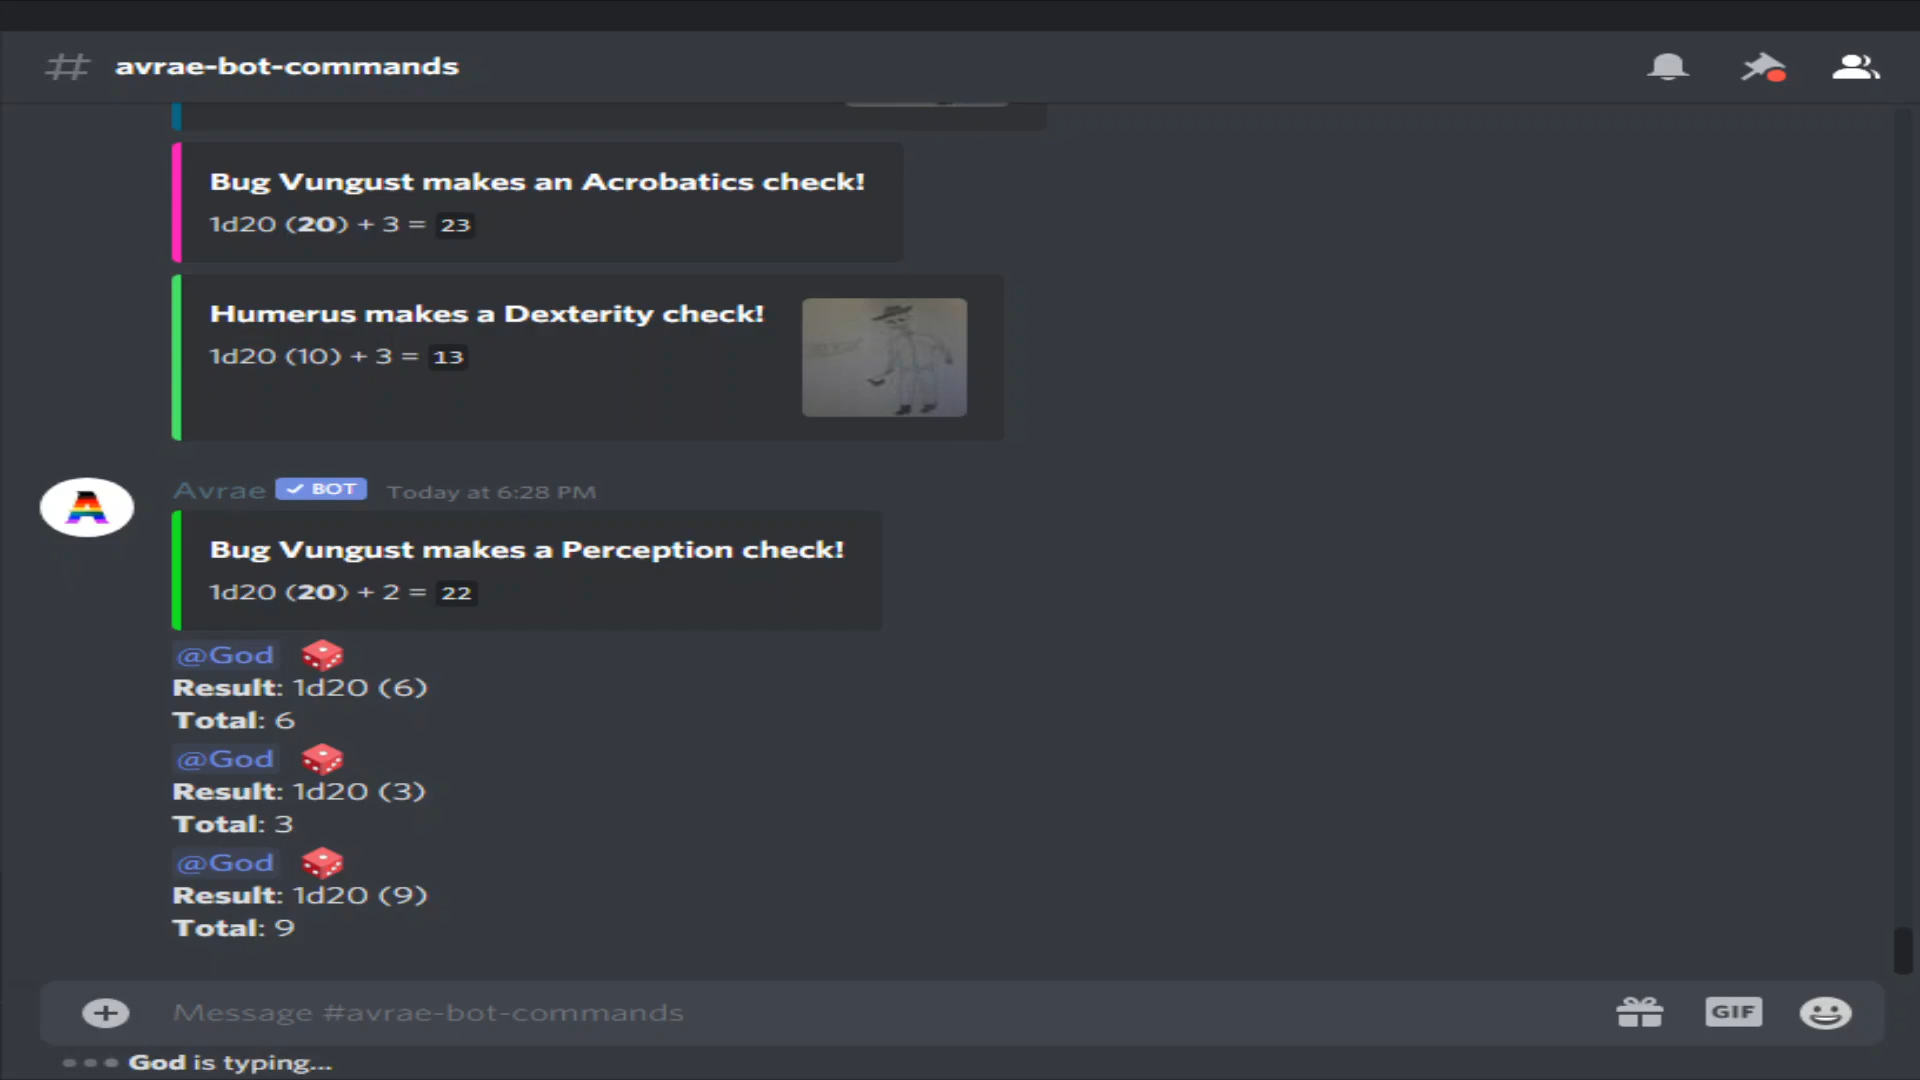 # avrae-bot-commands
Bug Vungust makes an Acrobatics check!
1d20 (20) + 3 = 23
Humerus makes a Dexterity check!
1d20 (10) + 3 = 13
A
Avrae ✓ BOT Today at 6:28 PM
Bug Vungust makes a Perception check!
1d20 (20) + 2 = 22
@God
Result: 1d20 (6)
Total: 6
@God
Result: 1d20 (3)
Total: 3
@God
Result: 1d20 (9)
Total: 9
Message #avrae-bot-commands
GIF
God is typing...